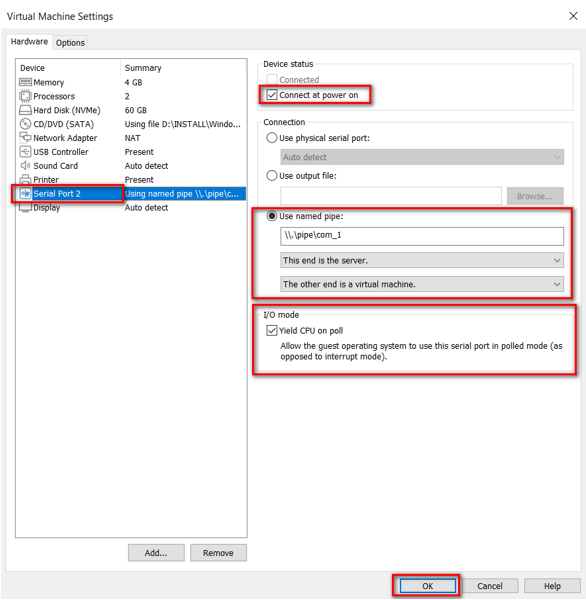 Virtual Machine Settings
Hardware Options
Device Summary
Memory 4 GB
Processors 2
Hard Disk (NVMe) 60 GB
CD/DVD (SATA) Using file D:\INSTALL\Windo...
Network Adapter NAT
USB Controller Present
Sound Card Auto detect
Printer Present
Serial Port 2 Using named pipe \\.\pipe\c...
Display Auto detect
Add... Remove
Device status
Connected
Connect at power on
Connection
Use physical serial port:
Auto detect
Use output file:
Browse...
Use named pipe:
\\.\pipe\com_1
This end is the server.
The other end is a virtual machine.
I/O mode
Yield CPU on poll
Allow the guest operating system to use this serial port in polled mode (as
opposed to interrupt mode).
OK Cancel Help